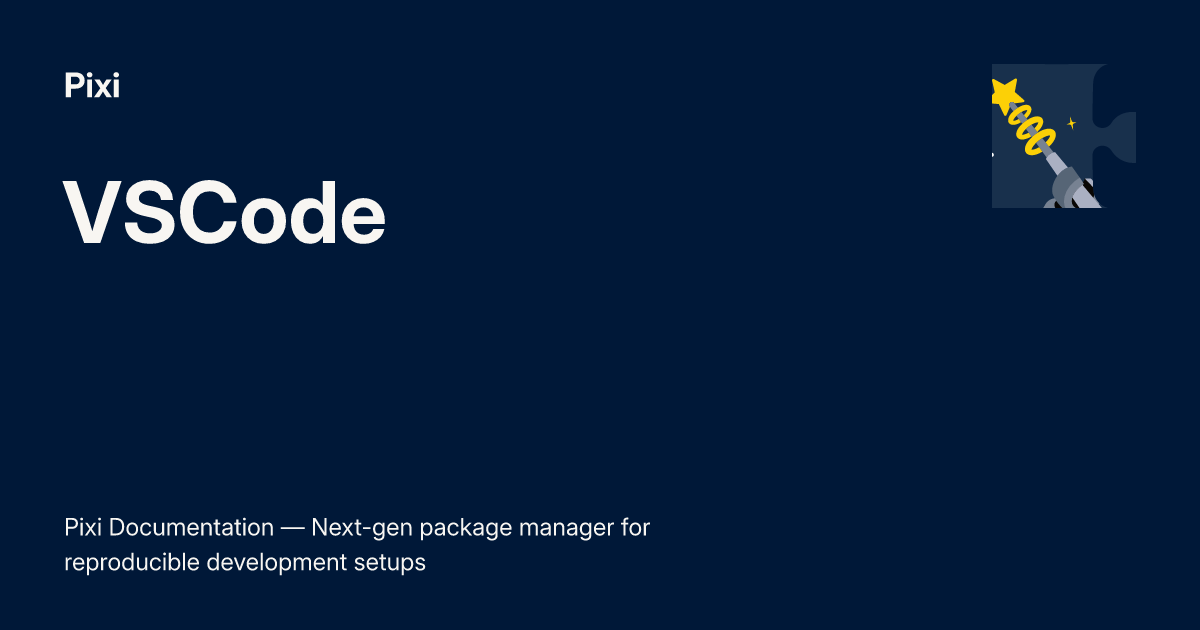 Pixi
VSCode
Pixi Documentation — Next-gen package manager for
reproducible development setups